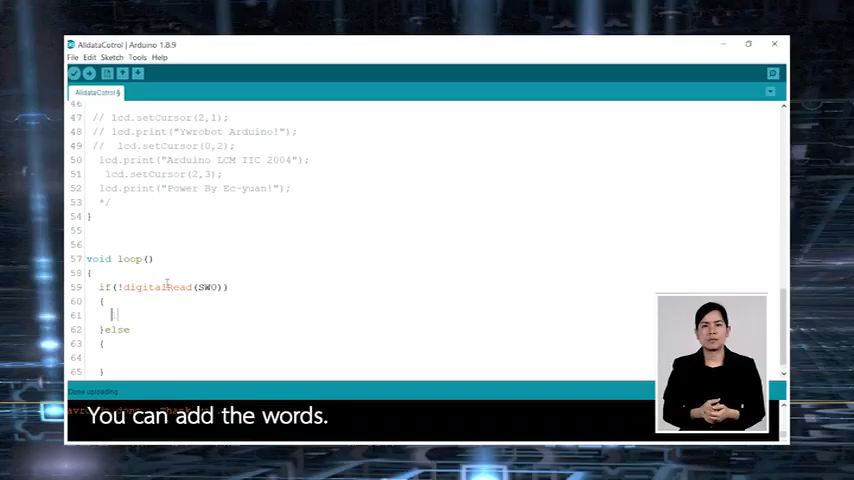 AlldataCotrol | Arduino 1.8.9
File Edit Sketch Tools Help
AlldataCotrol §
46
47 // lcd.setCursor(2,1);
48 // lcd.print("Ywrobot Arduino!");
49 // lcd.setCursor(0,2);
50 lcd.print("Arduino LCM IIC 2004");
51 lcd.setCursor(2,3);
52 lcd.print("Power By Ec-yuan!");
53 */
54 }
55
56
57 void loop()
58 {
59 if(!digitalRead(SW0))
60 {
61
62 }else
63 {
64
65 }
Done uploading.
You can add the words.